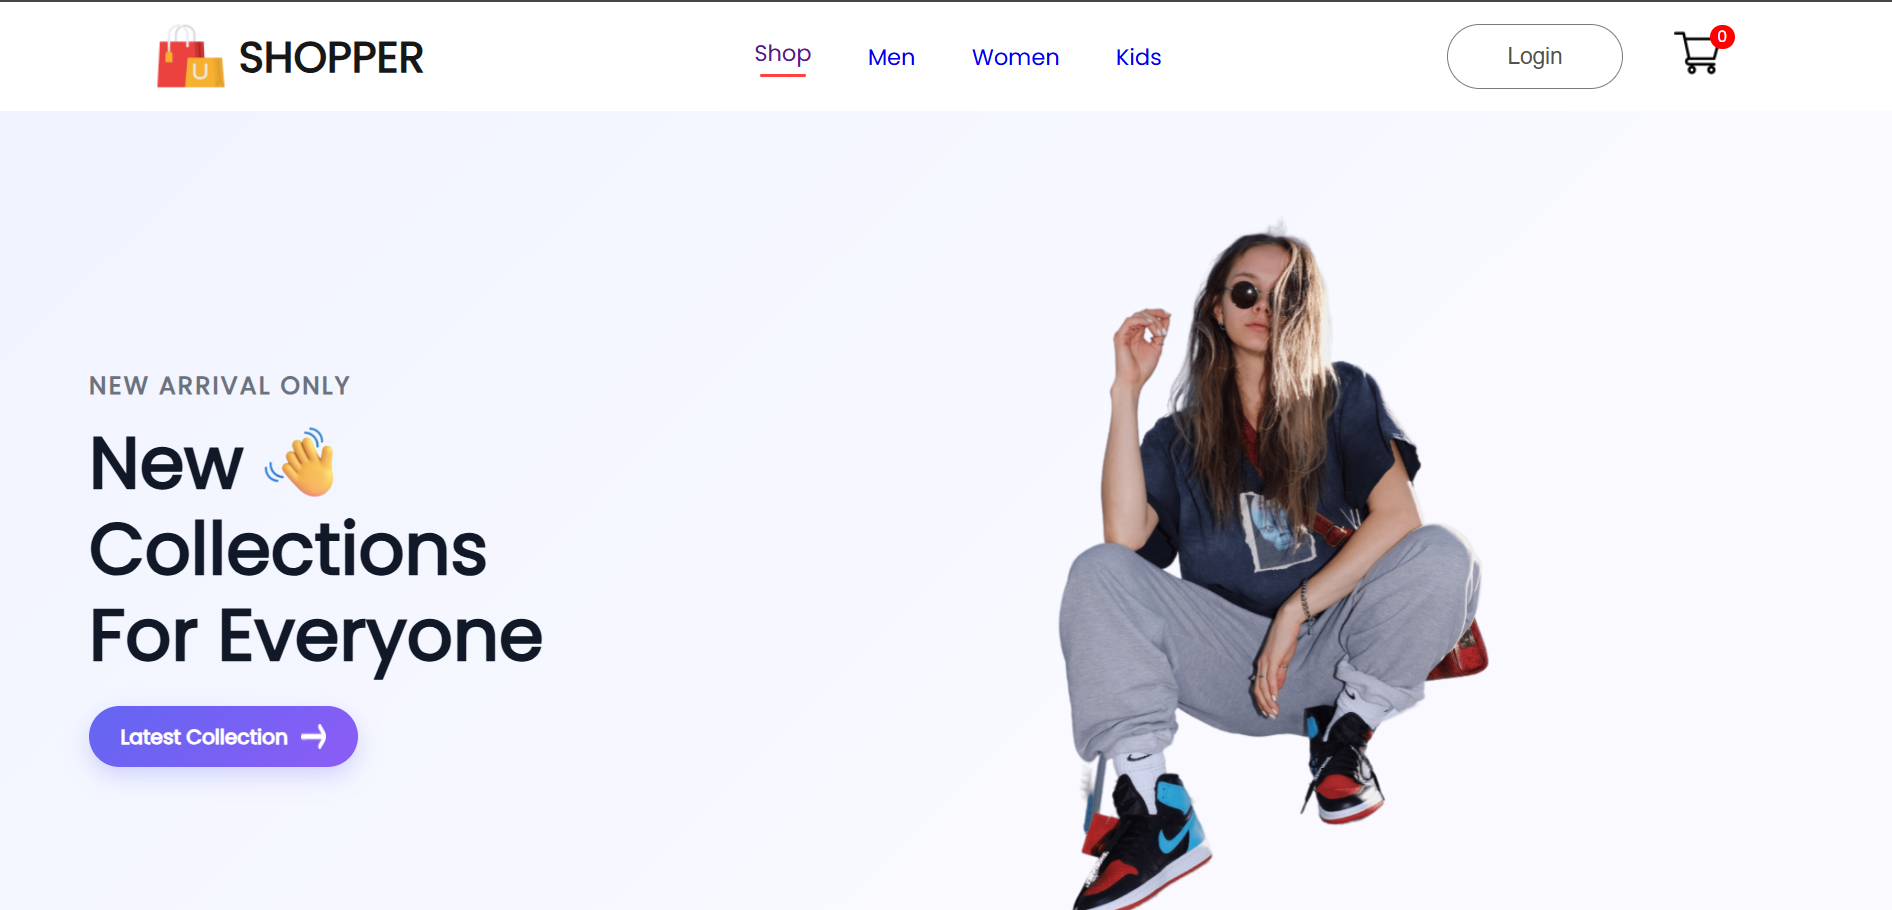 SHOPPER
Shop
Men
Women
Kids
Login
0
NEW ARRIVAL ONLY
New 👋
Collections
For Everyone
Latest Collection →